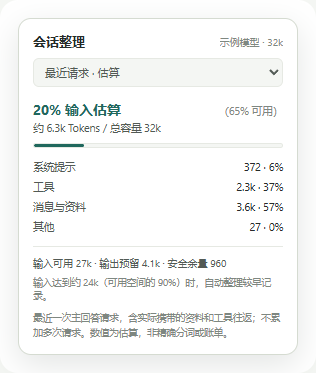 会话整理
示例模型 · 32k
最近请求 · 估算
20% 输入估算
(65% 可用)
约 6.3k Tokens / 总容量 32k
系统提示 372 · 6%
工具 2.3k · 37%
消息与资料 3.6k · 57%
其他 27 · 0%
输入可用 27k · 输出预留 4.1k · 安全余量 960
输入达到约 24k（可用空间的 90%）时，自动整理较早记
录。
最近一次主回答请求，含实际携带的资料和工具往返；不累
加多次请求。数值为估算，非精确分词或账单。